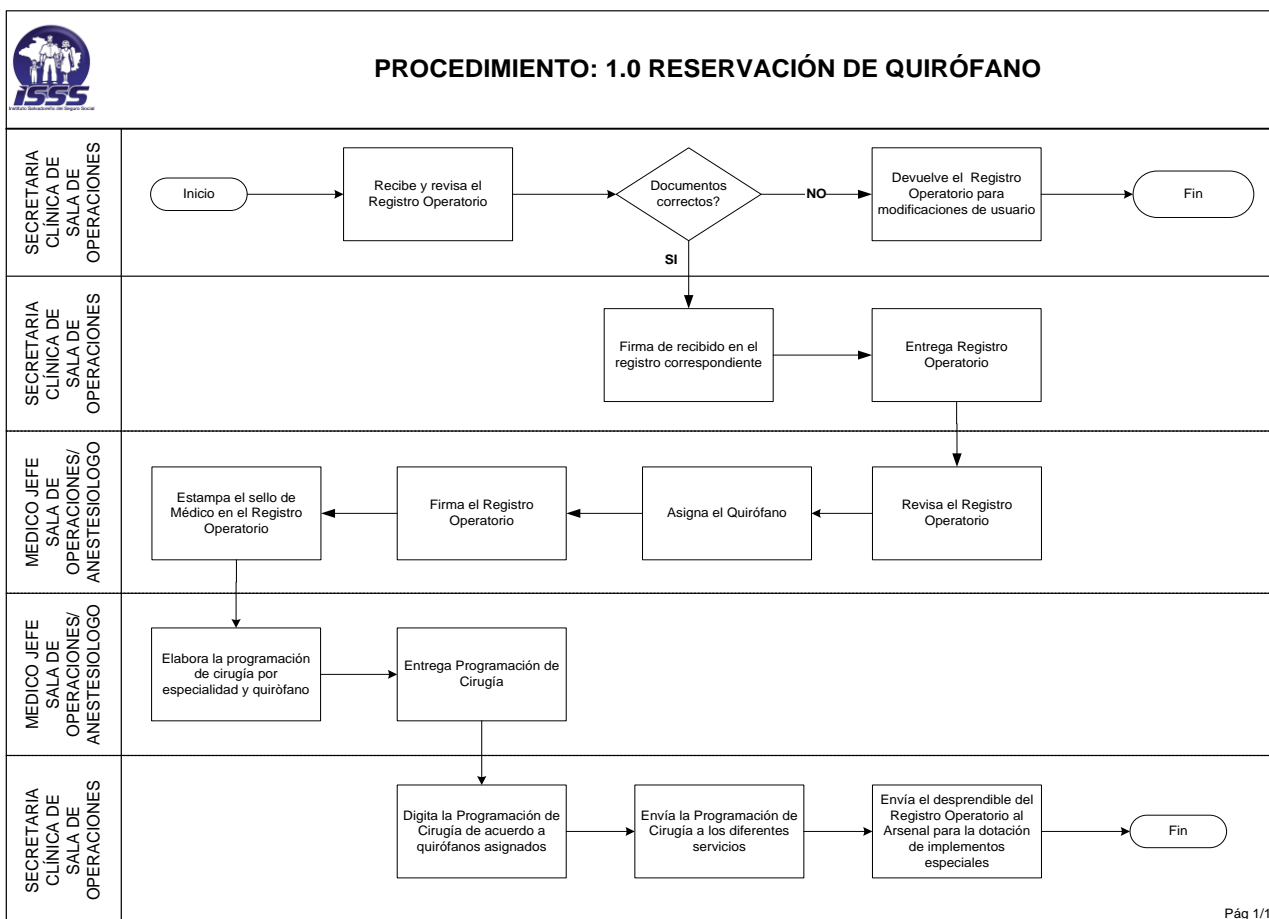 ISSS
Instituto Salvadoreño del Seguro Social
PROCEDIMIENTO: 1.0 RESERVACIÓN DE QUIRÓFANO
SECRETARIA
CLÍNICA DE
SALA DE
OPERACIONES
Inicio
Recibe y revisa el
Registro Operatorio
Documentos
correctos?
NO
Devuelve el Registro
Operatorio para
modificaciones de usuario
Fin
SI
SECRETARIA
CLÍNICA DE
SALA DE
OPERACIONES
Firma de recibido en el
registro correspondiente
Entrega Registro
Operatorio
MEDICO JEFE
SALA DE
OPERACIONES/
ANESTESIOLOGO
Estampa el sello de
Médico en el Registro
Operatorio
Firma el Registro
Operatorio
Asigna el Quirófano
Revisa el Registro
Operatorio
MEDICO JEFE
SALA DE
OPERACIONES/
ANESTESIOLOGO
Elabora la programación
de cirugía por
especialidad y quiròfano
Entrega Programación de
Cirugía
SECRETARIA
CLÍNICA DE
SALA DE
OPERACIONES
Digita la Programación de
Cirugía de acuerdo a
quirófanos asignados
Envía la Programación de
Cirugía a los diferentes
servicios
Envía el desprendible del
Registro Operatorio al
Arsenal para la dotación
de implementos
especiales
Fin
Pág 1/1